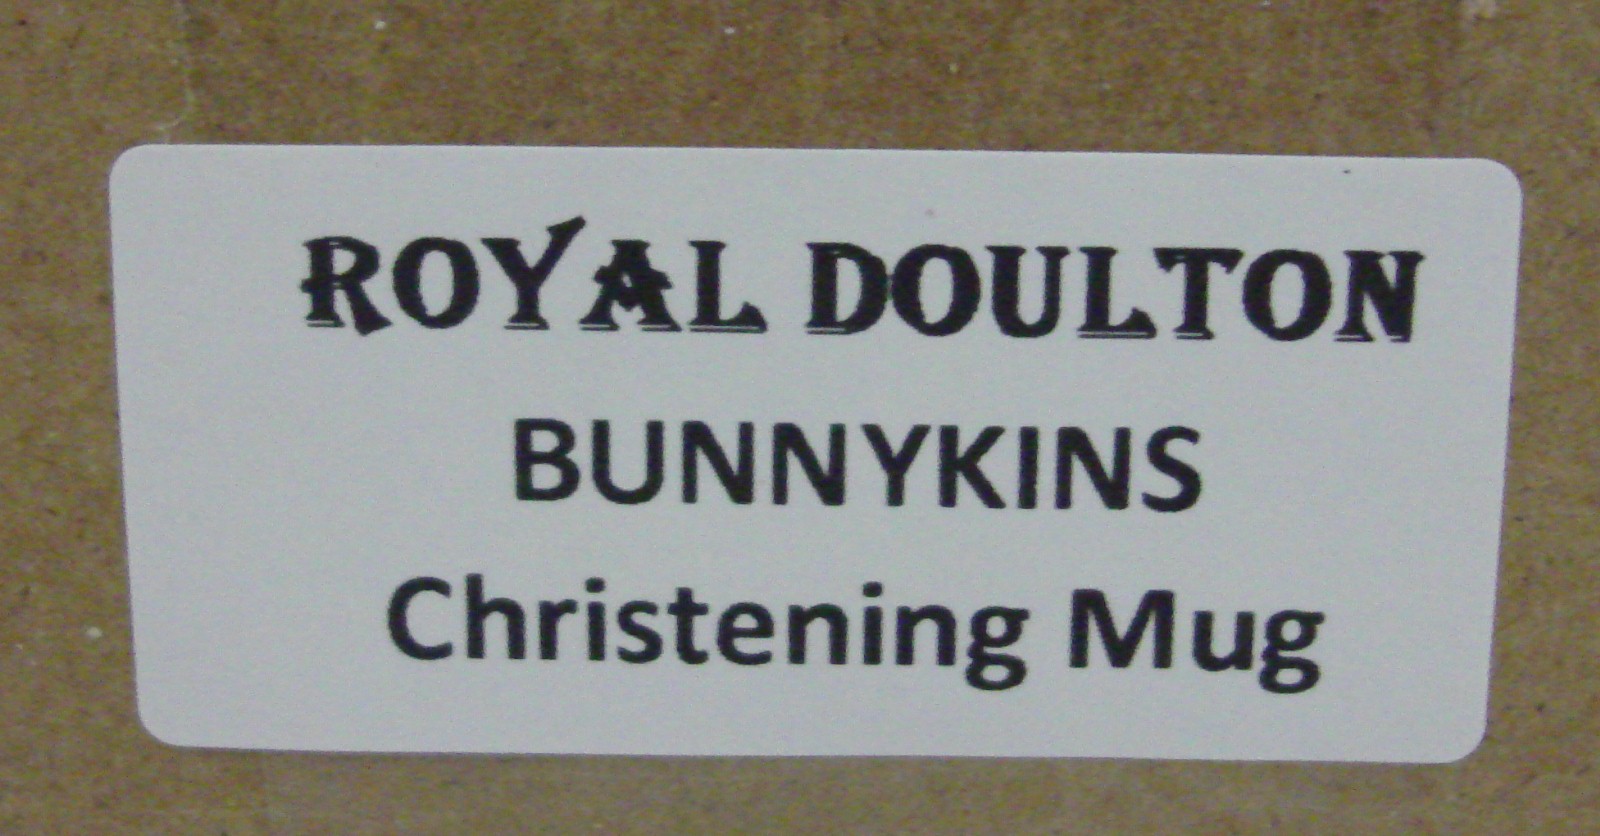 ROYAL DOULTON
BUNNYKINS
Christening Mug